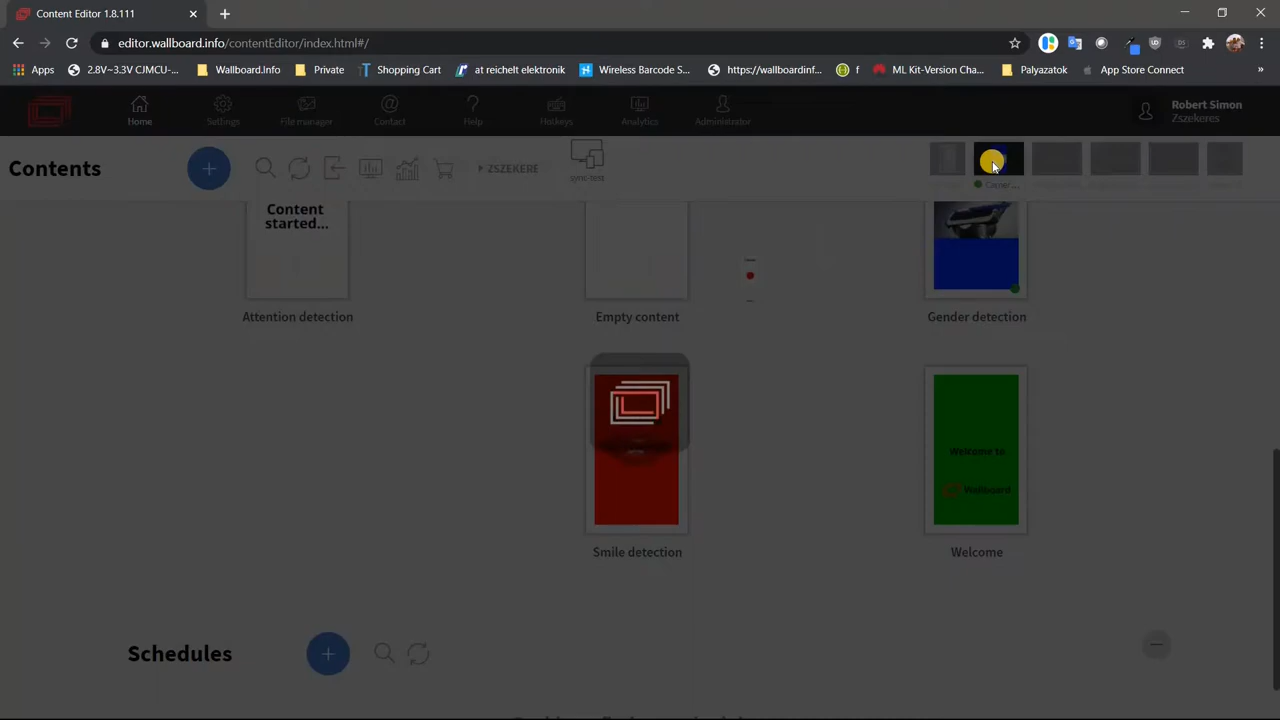 Content Editor 1.8.111
editor.wallboard.info/contentEditor/index.html#/
Apps
2.8V~3.3V CJMCU-...
Wallboard.Info
Private
Shopping Cart
at reichelt elektronik
Wireless Barcode S...
https://wallboardinf...
f
ML Kit-Version Cha...
Palyazatok
App Store Connect
»
Home
Settings
File manager
Contact
Help
Hotkeys
Analytics
Administrator
Robert Simon
Zszekeres
Contents
ZSZEKERE
sync-test
Content
started...
Attention detection
Empty content
Gender detection
Smile detection
Welcome to
Wallboard
Welcome
Schedules